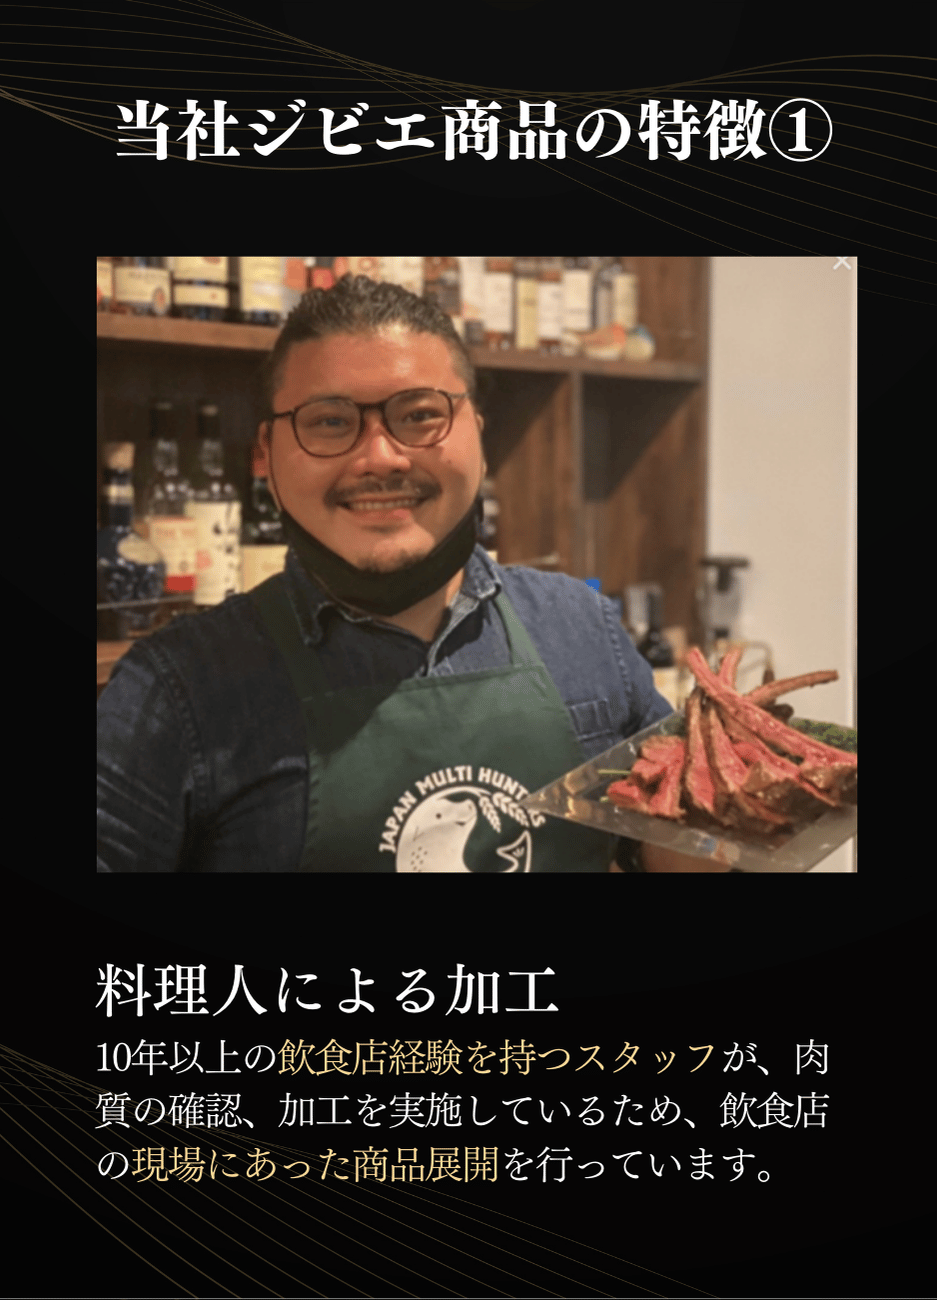 当社ジビエ商品の特徴①
JAPAN MULTI HUNTERS
料理人による加工
10年以上の飲食店経験を持つスタッフが、肉
質の確認、加工を実施しているため、飲食店
の現場にあった商品展開を行っています。